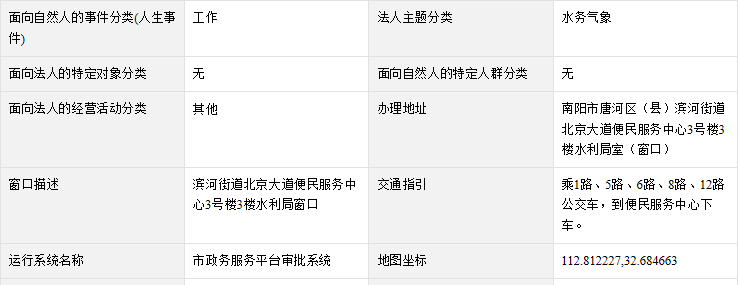 面向自然人的事件分类(人生事
件)
工作
法人主题分类
水务气象
面向法人的特定对象分类
无
面向自然人的特定人群分类
无
面向法人的经营活动分类
其他
办理地址
南阳市唐河区（县）滨河街道
北京大道便民服务中心3号楼3
楼水利局室（窗口）
窗口描述
滨河街道北京大道便民服务中
心3号楼3楼水利局窗口
交通指引
乘1路、5路、6路、8路、12路
公交车，到便民服务中心下
车。
运行系统名称
市政务服务平台审批系统
地图坐标
112.812227,32.684663